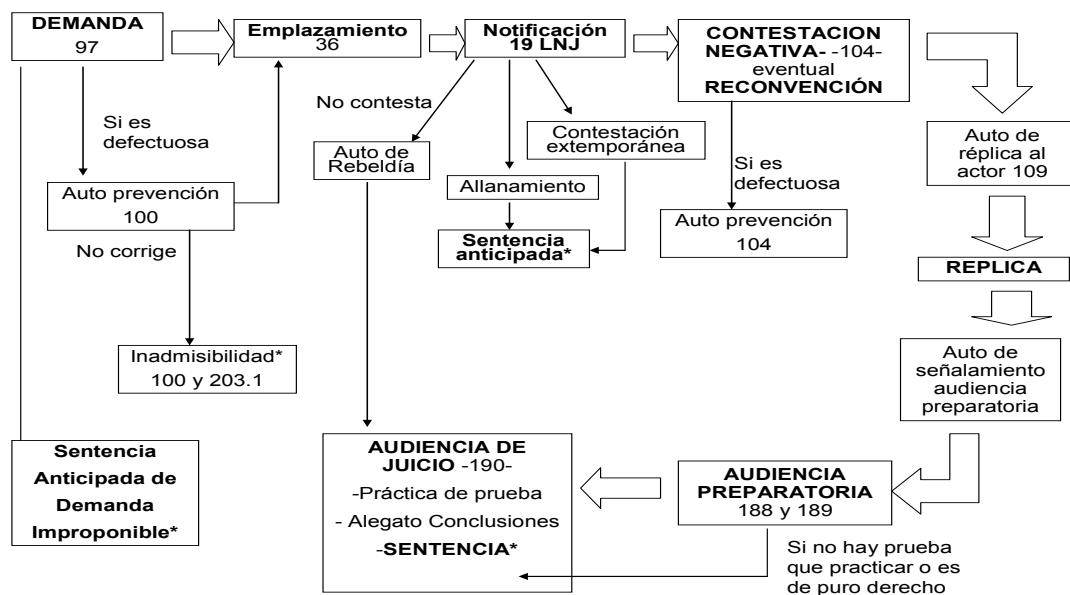 DEMANDA
97
Emplazamiento
36
Notificación
19 LNJ
CONTESTACION
NEGATIVA- -104-
eventual
RECONVENCIÓN
No contesta
Si es
defectuosa
Auto de
Rebeldía
Contestación
extemporánea
Allanamiento
Si es
defectuosa
Auto de
réplica al
actor 109
Auto prevención
100
Auto prevención
104
No corrige
Sentencia
anticipada*
REPLICA
Inadmisibilidad*
100 y 203.1
Auto de
señalamiento
audiencia
preparatoria
Sentencia
Anticipada de
Demanda
Improponible*
AUDIENCIA DE
JUICIO -190-
-Práctica de prueba
- Alegato Conclusiones
-SENTENCIA*
AUDIENCIA
PREPARATORIA
188 y 189
Si no hay prueba
que practicar o es
de puro derecho